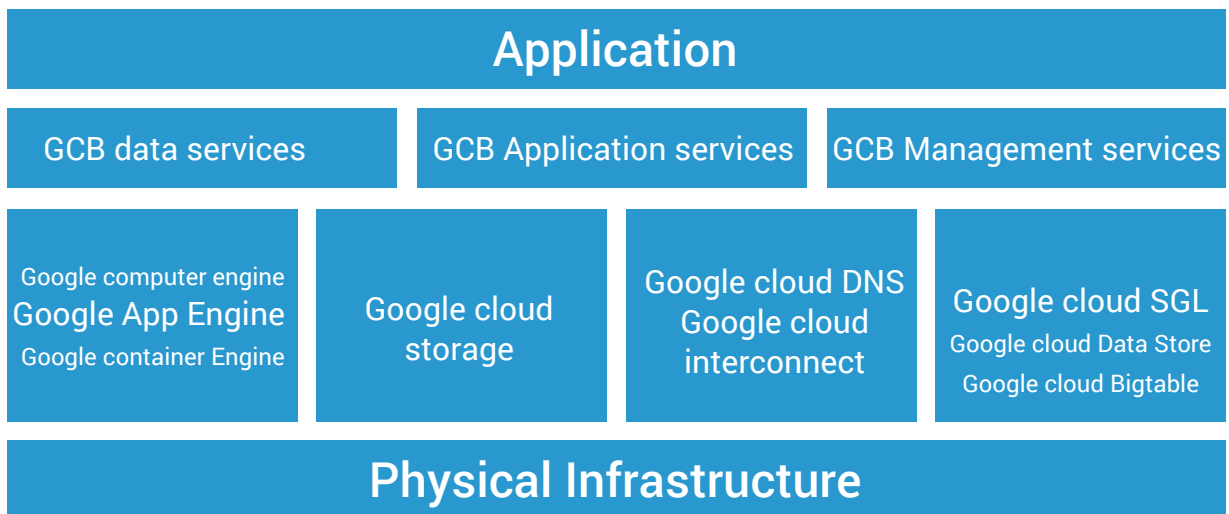 Application
GCB data services
GCB Application services
GCB Management services
Google computer engine
Google App Engine
Google container Engine
Google cloud
storage
Google cloud DNS
Google cloud
interconnect
Google cloud SGL
Google cloud Data Store
Google cloud Bigtable
Physical Infrastructure